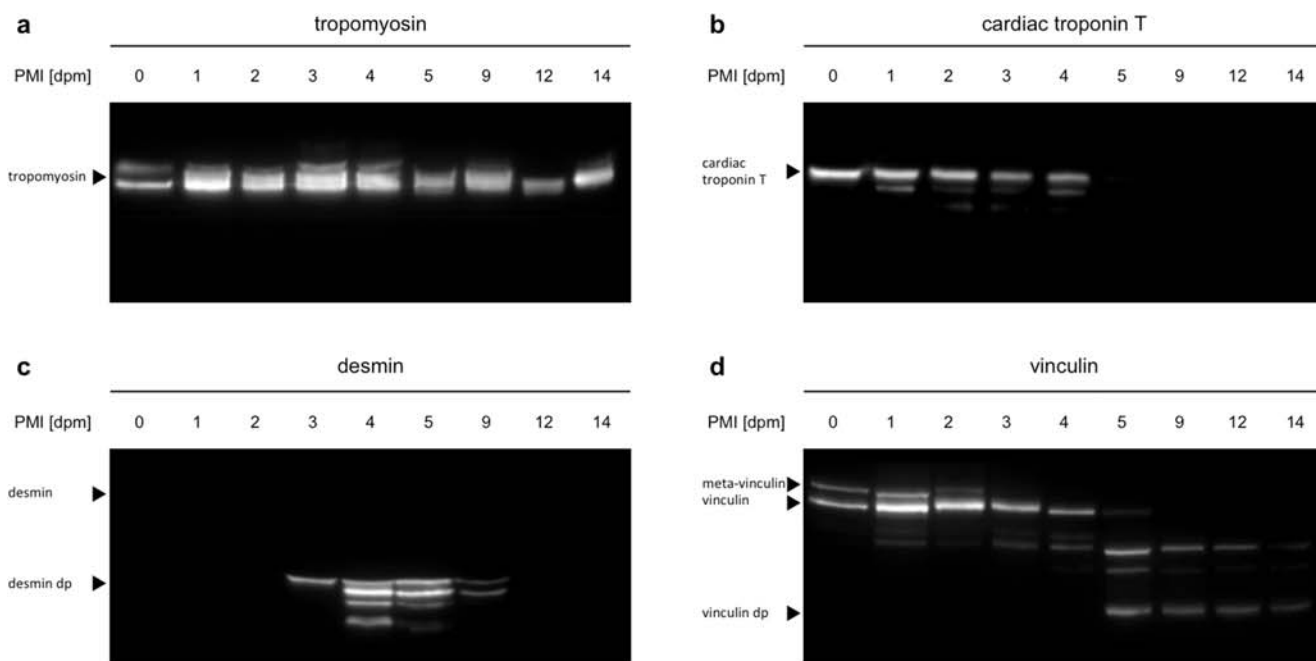 a
tropomyosin
PMI [dpm] 0 1 2 3 4 5 9 12 14
tropomyosin
b
cardiac troponin T
PMI [dpm] 0 1 2 3 4 5 9 12 14
cardiac
troponin T
c
desmin
PMI [dpm] 0 1 2 3 4 5 9 12 14
desmin
desmin dp
d
vinculin
PMI [dpm] 0 1 2 3 4 5 9 12 14
meta-vinculin
vinculin
vinculin dp